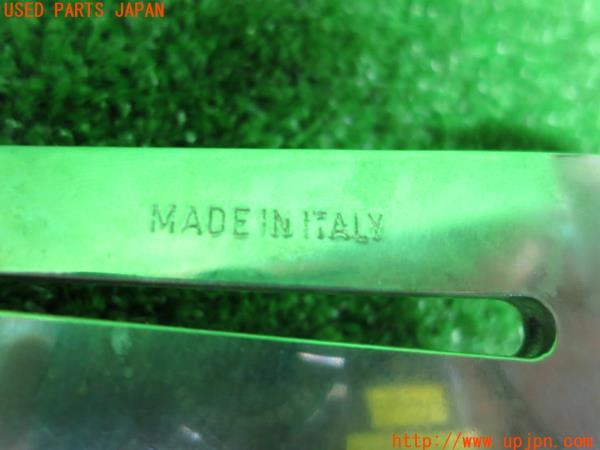 USED PARTS JAPAN
MADE IN ITALY
http://www.upjpn.com/